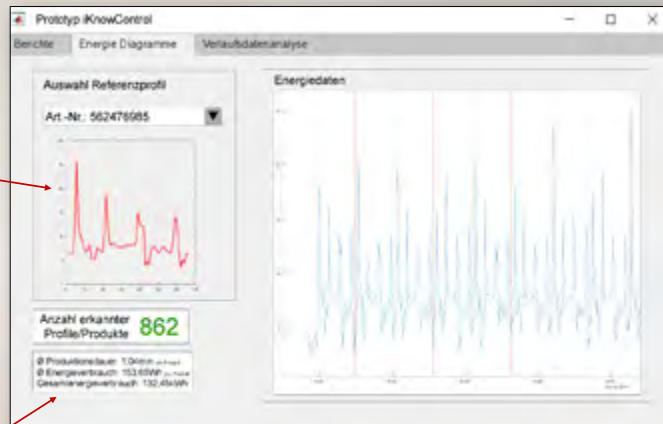 Prototyp iKnowControl
Berichte Energie Diagramme Verlaufsdatenanalyse
Auswahl Referenzprofil
Art.-Nr.: 562476985
Energiedaten
Anzahl erkannter
Profile/Produkte 862
Ø Produktionsdauer: 1,04min
Ø Energieverbrauch: 153,65Wh
Gesamtenergieverbrauch: 132,45kWh